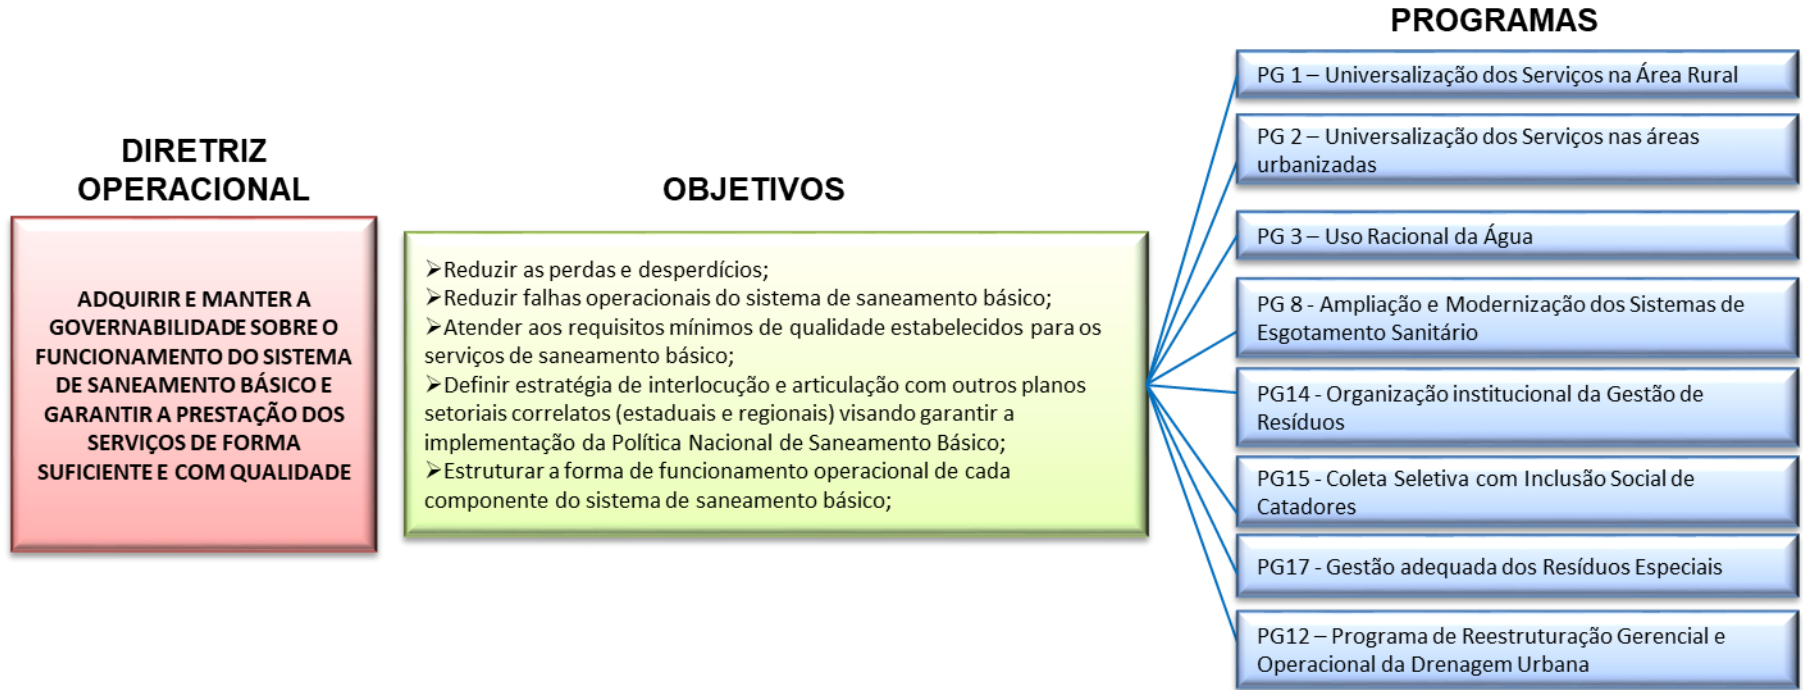 DIRETRIZ
OPERACIONAL
ADQUIRIR E MANTER A
GOVERNABILIDADE SOBRE O
FUNCIONAMENTO DO SISTEMA
DE SANEAMENTO BÁSICO E
GARANTIR A PRESTAÇÃO DOS
SERVIÇOS DE FORMA
SUFICIENTE E COM QUALIDADE
OBJETIVOS
➢Reduzir as perdas e desperdícios;
➢Reduzir falhas operacionais do sistema de saneamento básico;
➢Atender aos requisitos mínimos de qualidade estabelecidos para os
serviços de saneamento básico;
➢Definir estratégia de interlocução e articulação com outros planos
setoriais correlatos (estaduais e regionais) visando garantir a
implementação da Política Nacional de Saneamento Básico;
➢Estruturar a forma de funcionamento operacional de cada
componente do sistema de saneamento básico;
PROGRAMAS
PG 1 – Universalização dos Serviços na Área Rural
PG 2 – Universalização dos Serviços nas áreas
urbanizadas
PG 3 – Uso Racional da Água
PG 8 - Ampliação e Modernização dos Sistemas de
Esgotamento Sanitário
PG14 - Organização institucional da Gestão de
Resíduos
PG15 - Coleta Seletiva com Inclusão Social de
Catadores
PG17 - Gestão adequada dos Resíduos Especiais
PG12 – Programa de Reestruturação Gerencial e
Operacional da Drenagem Urbana